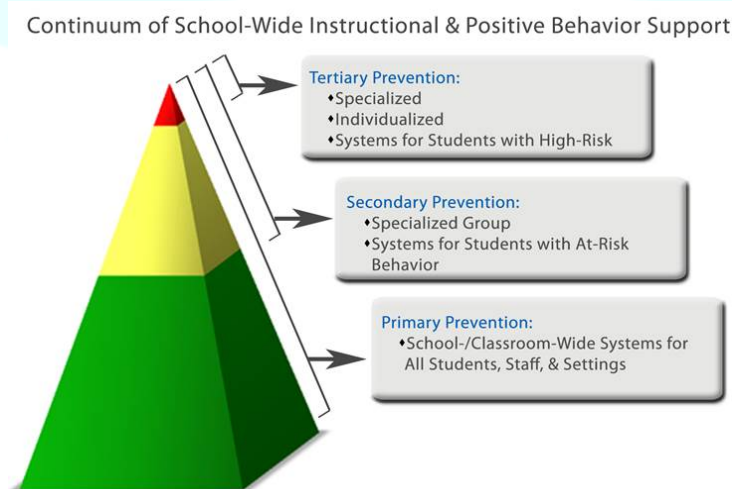 Continuum of School-Wide Instructional & Positive Behavior Support
Tertiary Prevention:
♦Specialized
♦Individualized
♦Systems for Students with High-Risk
Secondary Prevention:
♦Specialized Group
♦Systems for Students with At-Risk
Behavior
Primary Prevention:
♦School-/Classroom-Wide Systems for
All Students, Staff, & Settings